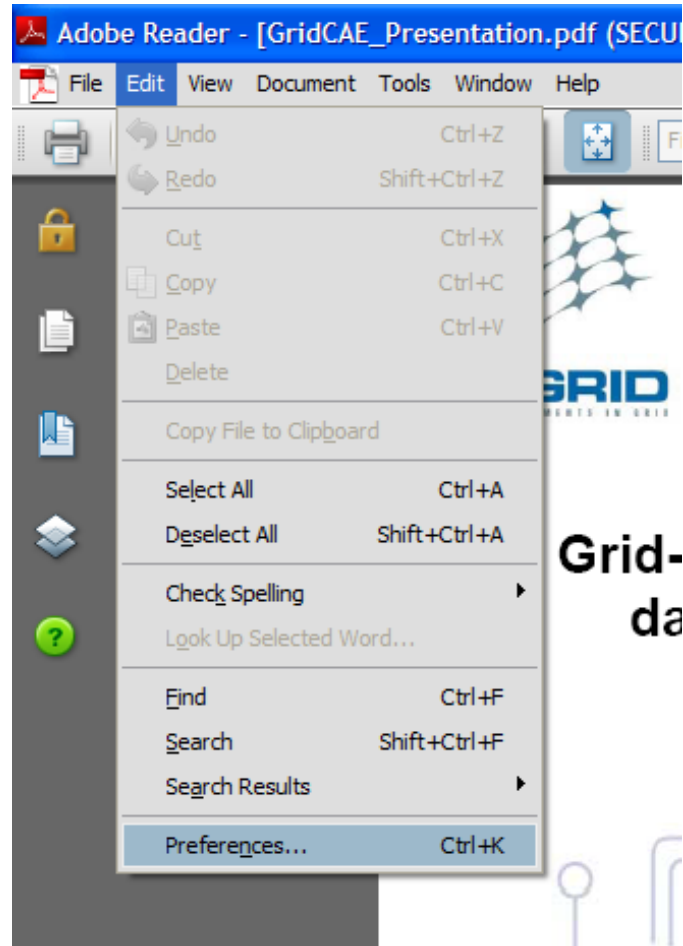 Adobe Reader - [GridCAE_Presentation.pdf (SECU
File Edit View Document Tools Window Help
Undo Ctrl+Z
Redo Shift+Ctrl+Z
Cut Ctrl+X
Copy Ctrl+C
Paste Ctrl+V
Delete
Copy File to Clipboard
Select All Ctrl+A
Deselect All Shift+Ctrl+A
Check Spelling
Look Up Selected Word...
Find Ctrl+F
Search Shift+Ctrl+F
Search Results
Preferences... Ctrl+K
GRID
IN GRID
Grid-
da